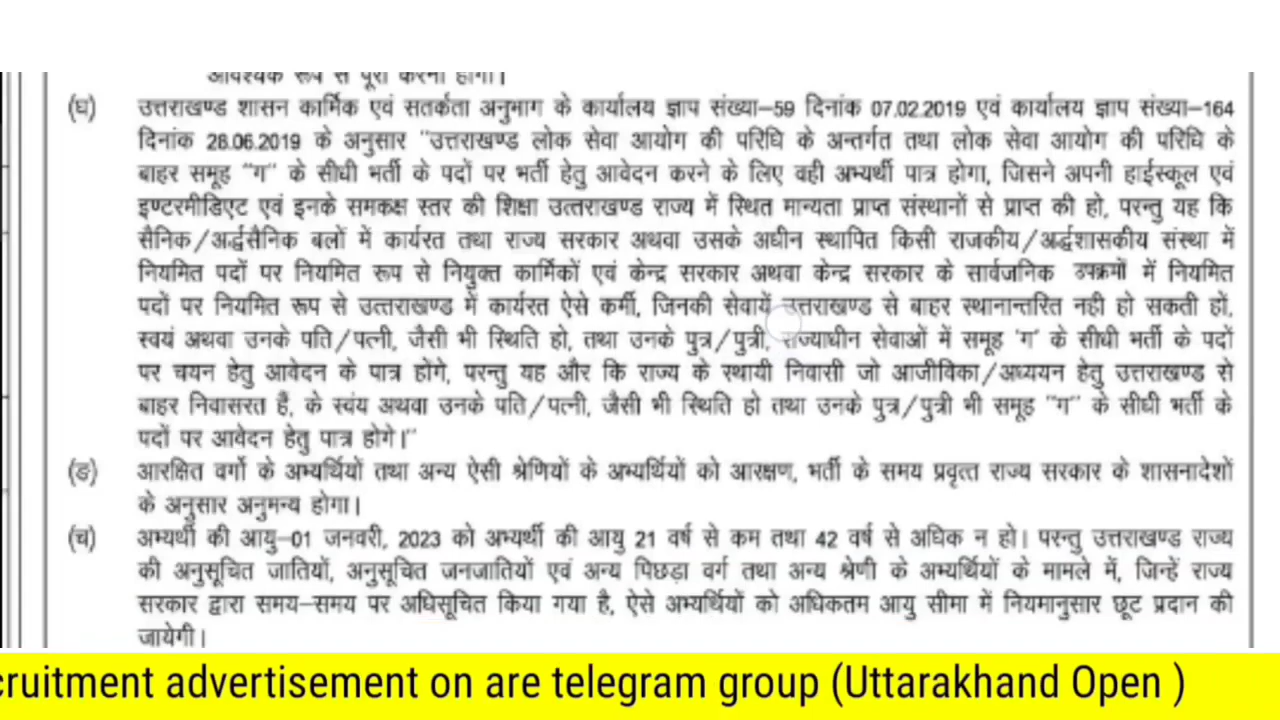 आवश्यक रूप से पूरा करना होगा।
(घ) उत्तराखण्ड शासन कार्मिक एवं सतर्कता अनुभाग के कार्यालय ज्ञाप संख्या–59 दिनांक 07.02.2019 एवं कार्यालय ज्ञाप संख्या–164
दिनांक 28.06.2019 के अनुसार "उत्तराखण्ड लोक सेवा आयोग की परिधि के अन्तर्गत तथा लोक सेवा आयोग की परिधि के
बाहर समूह "ग" के सीधी भर्ती के पदों पर भर्ती हेतु आवेदन करने के लिए वही अभ्यर्थी पात्र होगा, जिसने अपनी हाईस्कूल एवं
इण्टरमीडिएट एवं इनके समकक्ष स्तर की शिक्षा उत्तराखण्ड राज्य में स्थित मान्यता प्राप्त संस्थानों से प्राप्त की हो, परन्तु यह कि
सैनिक/अर्द्धसैनिक बलों में कार्यरत तथा राज्य सरकार अथवा उसके अधीन स्थापित किसी राजकीय/अर्द्धशासकीय संस्था में
नियमित पदों पर नियमित रूप से नियुक्त कार्मिकों एवं केन्द्र सरकार अथवा केन्द्र सरकार के सार्वजनिक उपक्रमों में नियमित
पदों पर नियमित रूप से उत्तराखण्ड में कार्यरत ऐसे कर्मी, जिनकी सेवायें उत्तराखण्ड से बाहर स्थानान्तरित नही हो सकती हों,
स्वयं अथवा उनके पति/पत्नी, जैसी भी स्थिति हो, तथा उनके पुत्र/पुत्री, राज्याधीन सेवाओं में समूह 'ग' के सीधी भर्ती के पदों
पर चयन हेतु आवेदन के पात्र होंगे, परन्तु यह और कि राज्य के स्थायी निवासी जो आजीविका/अध्ययन हेतु उत्तराखण्ड से
बाहर निवासरत हैं, के स्वंय अथवा उनके पति/पत्नी, जैसी भी स्थिति हो तथा उनके पुत्र/पुत्री भी समूह "ग" के सीधी भर्ती के
पदों पर आवेदन हेतु पात्र होगे।"
(ङ) आरक्षित वर्गो के अभ्यर्थियों तथा अन्य ऐसी श्रेणियों के अभ्यर्थियों को आरक्षण, भर्ती के समय प्रवृत्त राज्य सरकार के शासनादेशों
के अनुसार अनुमन्य होगा।
(च) अभ्यर्थी की आयु–01 जनवरी, 2023 को अभ्यर्थी की आयु 21 वर्ष से कम तथा 42 वर्ष से अधिक न हो। परन्तु उत्तराखण्ड राज्य
की अनुसूचित जातियों, अनुसूचित जनजातियों एवं अन्य पिछड़ा वर्ग तथा अन्य श्रेणी के अभ्यर्थियों के मामले में, जिन्हें राज्य
सरकार द्वारा समय–समय पर अधिसूचित किया गया है, ऐसे अभ्यर्थियों को अधिकतम आयु सीमा में नियमानुसार छूट प्रदान की
जायेगी।
cruitment advertisement on are telegram group (Uttarakhand Open )